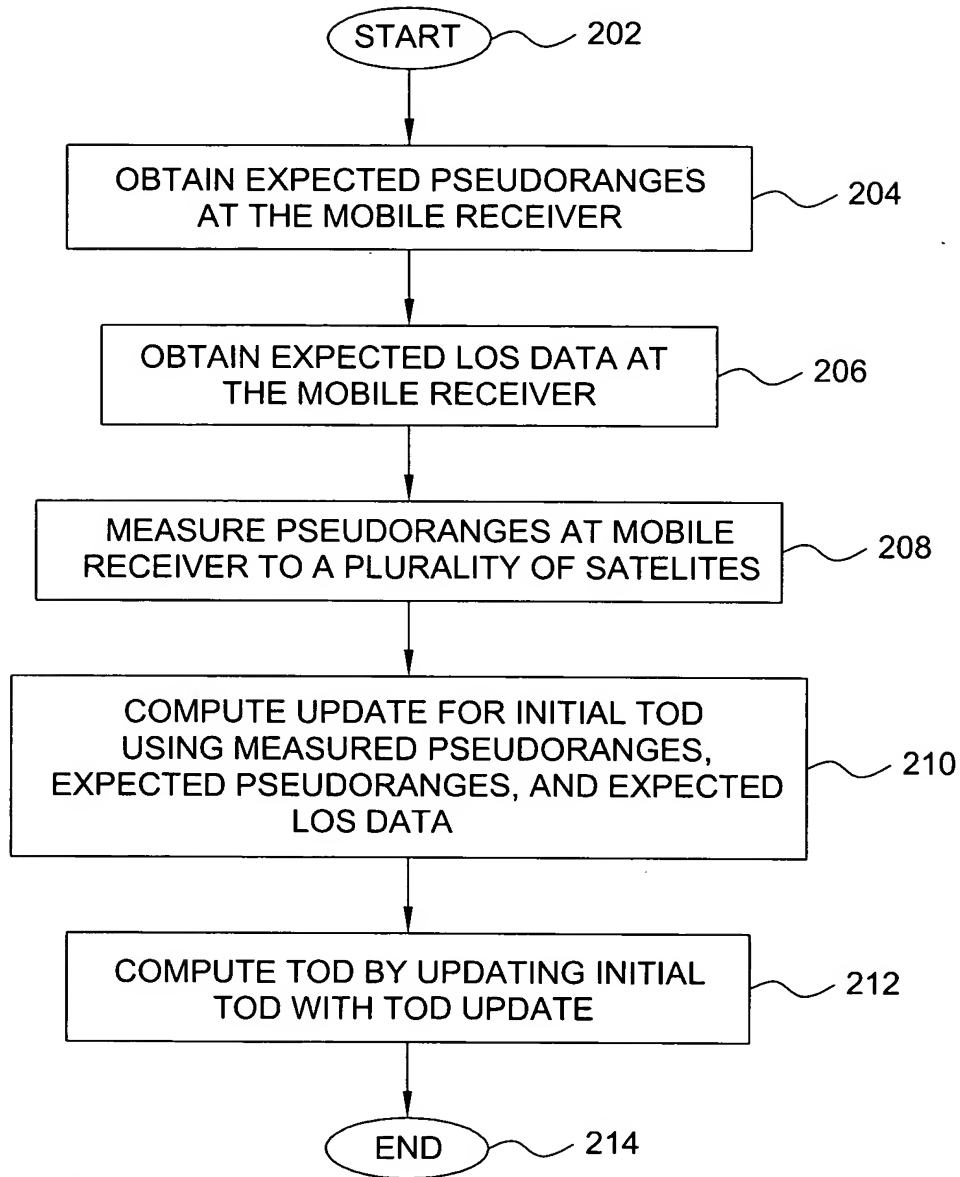 START
202
OBTAIN EXPECTED PSEUDORANGES
AT THE MOBILE RECEIVER
204
OBTAIN EXPECTED LOS DATA AT
THE MOBILE RECEIVER
206
MEASURE PSEUDORANGES AT MOBILE
RECEIVER TO A PLURALITY OF SATELITES
208
COMPUTE UPDATE FOR INITIAL TOD
USING MEASURED PSEUDORANGES,
EXPECTED PSEUDORANGES, AND EXPECTED
LOS DATA
210
COMPUTE TOD BY UPDATING INITIAL
TOD WITH TOD UPDATE
212
END
214